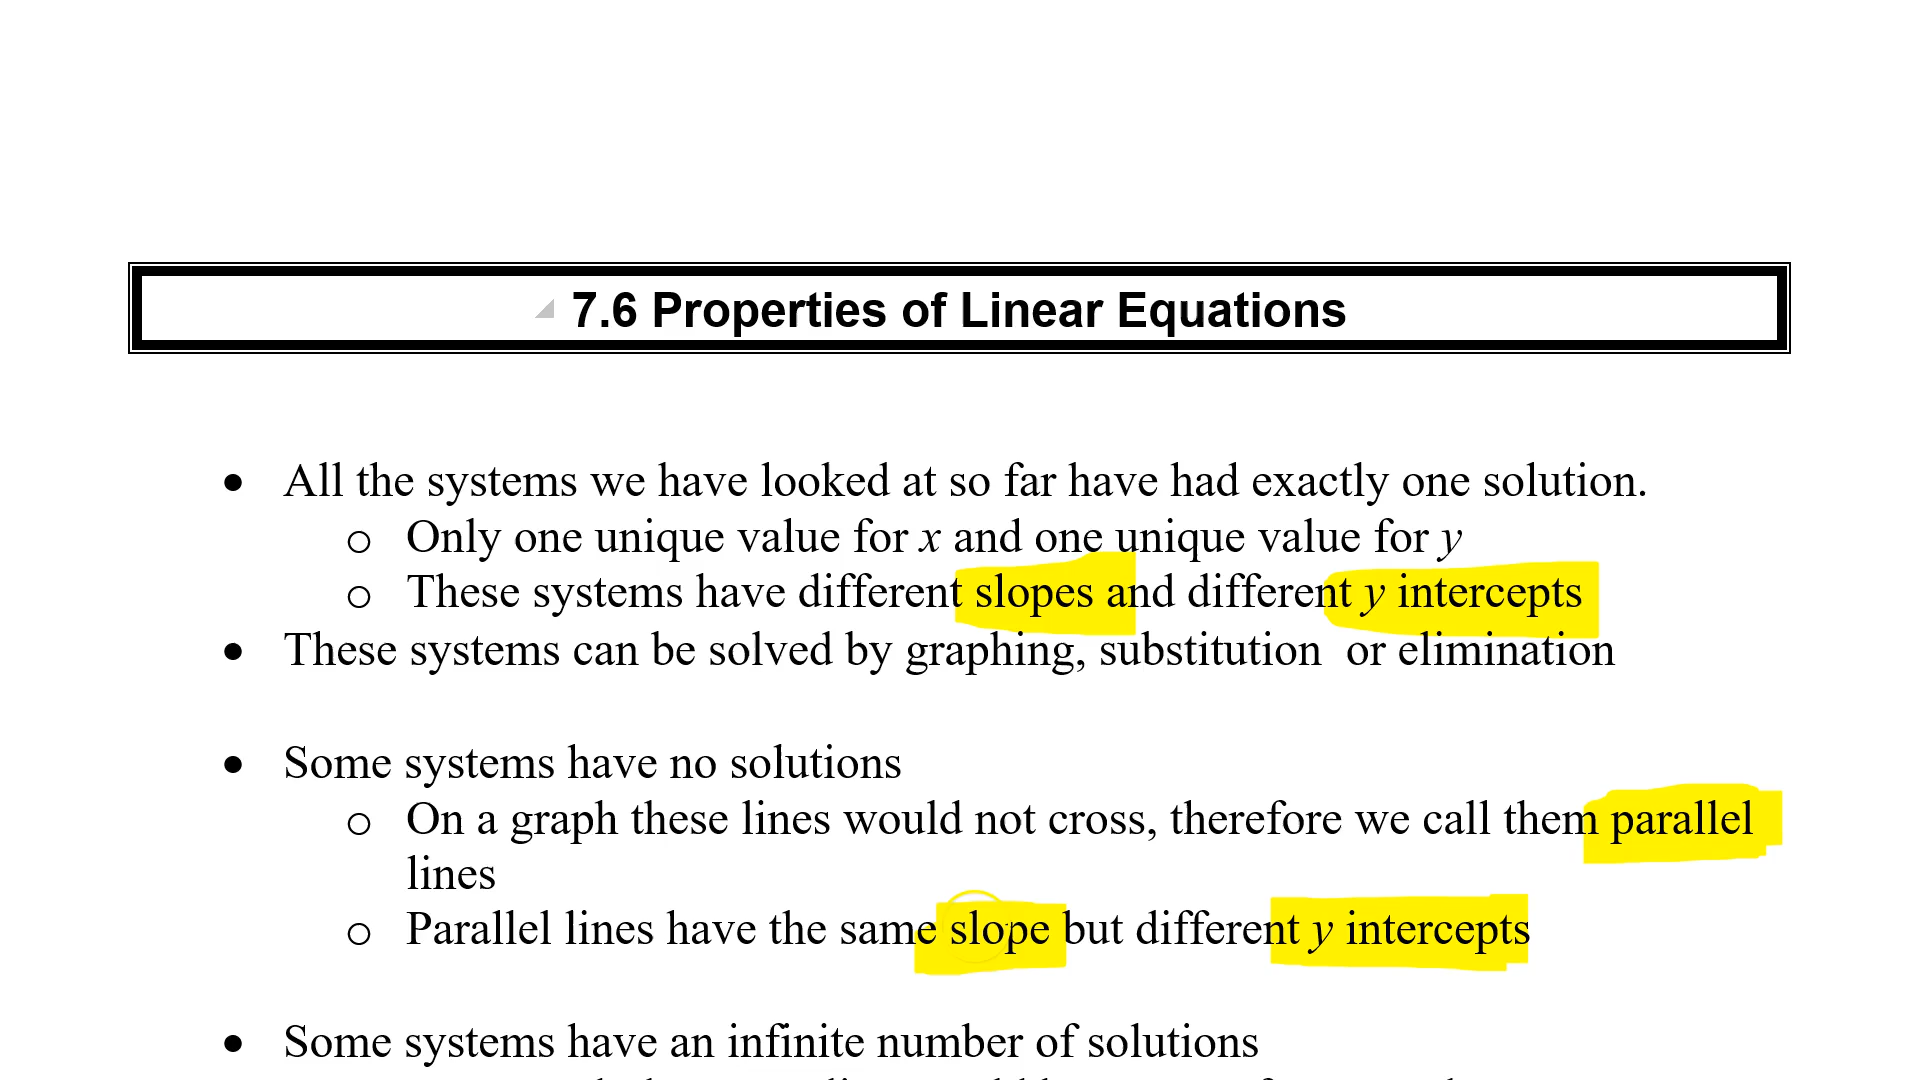 7.6 Properties of Linear Equations
• All the systems we have looked at so far have had exactly one solution.
o Only one unique value for x and one unique value for y
o These systems have different slopes and different y intercepts
• These systems can be solved by graphing, substitution  or elimination
• Some systems have no solutions
o On a graph these lines would not cross, therefore we call them parallel
lines
o Parallel lines have the same slope but different y intercepts
• Some systems have an infinite number of solutions